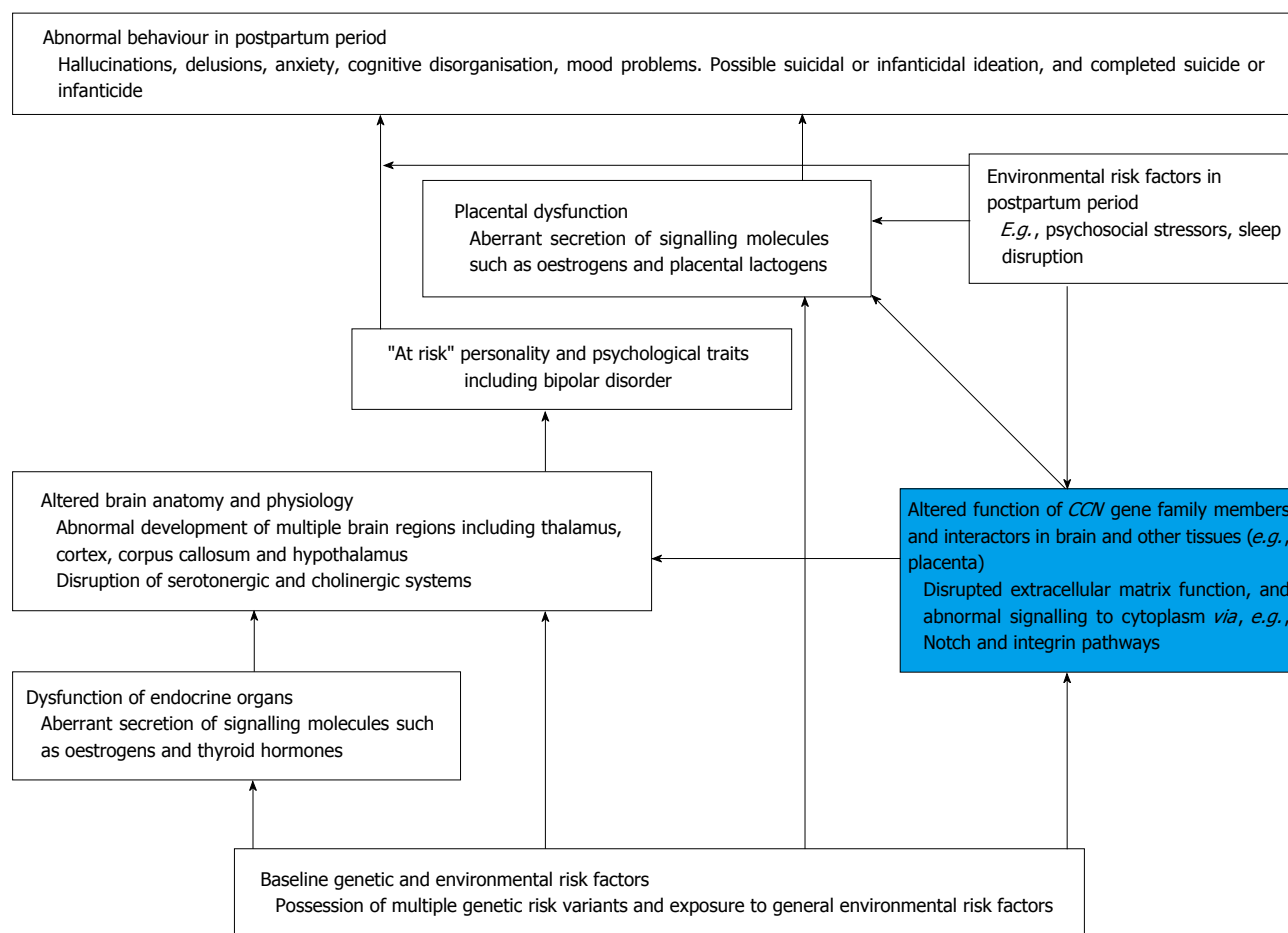 Abnormal behaviour in postpartum period
Hallucinations, delusions, anxiety, cognitive disorganisation, mood problems. Possible suicidal or infanticidal ideation, and completed suicide or
infanticide
Environmental risk factors in
postpartum period
E.g., psychosocial stressors, sleep
disruption
Placental dysfunction
Aberrant secretion of signalling molecules
such as oestrogens and placental lactogens
"At risk" personality and psychological traits
including bipolar disorder
Altered brain anatomy and physiology
Abnormal development of multiple brain regions including thalamus,
cortex, corpus callosum and hypothalamus
Disruption of serotonergic and cholinergic systems
Altered function of CCN gene family members
and interactors in brain and other tissues (e.g.,
placenta)
Disrupted extracellular matrix function, and
abnormal signalling to cytoplasm via, e.g.,
Notch and integrin pathways
Dysfunction of endocrine organs
Aberrant secretion of signalling molecules such
as oestrogens and thyroid hormones
Baseline genetic and environmental risk factors
Possession of multiple genetic risk variants and exposure to general environmental risk factors